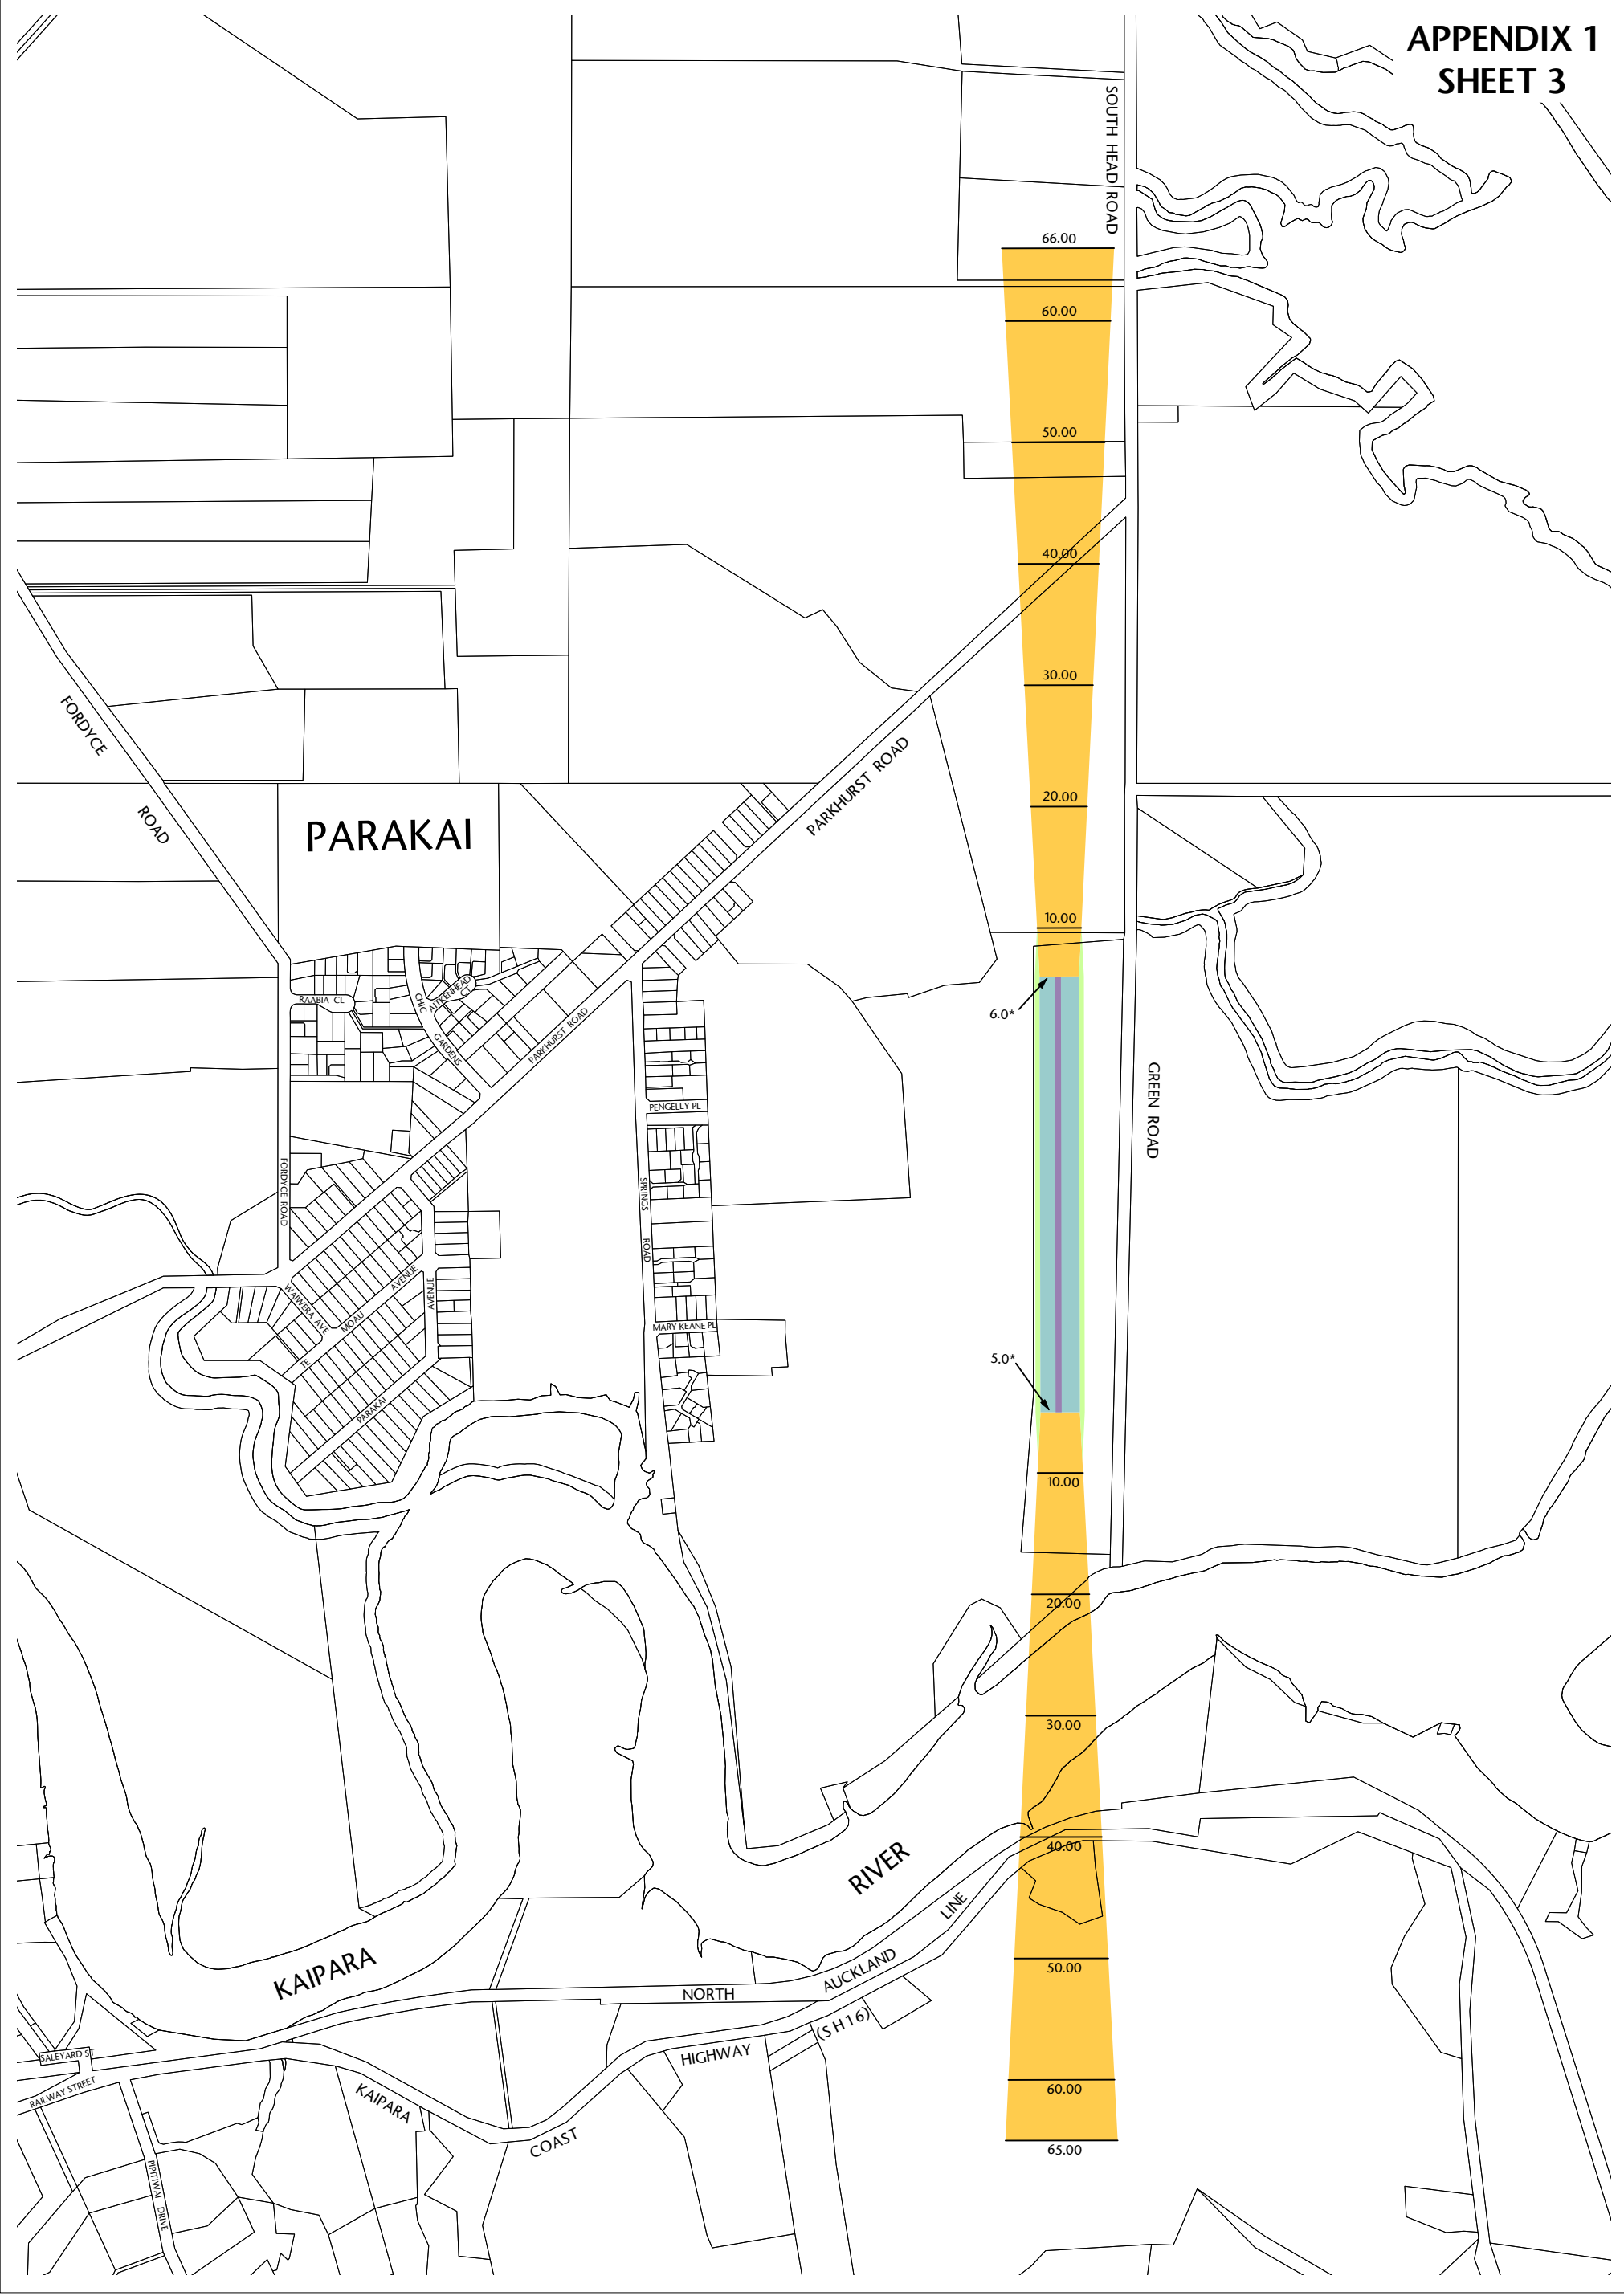 APPENDIX 1
SHEET 3
SOUTH HEAD ROAD
66.00
60.00
50.00
40.00
30.00
20.00
10.00
6.0*
5.0*
10.00
20.00
30.00
40.00
50.00
60.00
65.00
FORDYCE
ROAD
PARAKAI
PARKHURST ROAD
RAABIA CL
CHIC
GARDENS
AITKENHEAD
CT
PARKHURST ROAD
PENGELLY PL
GREEN ROAD
FORDYCE ROAD
SPRINGS
ROAD
WAIWERA AVE
TE
MOAU
AVENUE
PARAKAI
AVENUE
MARY KEANE PL
KAIPARA
RIVER
NORTH
AUCKLAND
LINE
(S H 16)
HIGHWAY
COAST
KAIPARA
SALEYARD ST
RAILWAY STREET
PIPITIWAI DRIVE